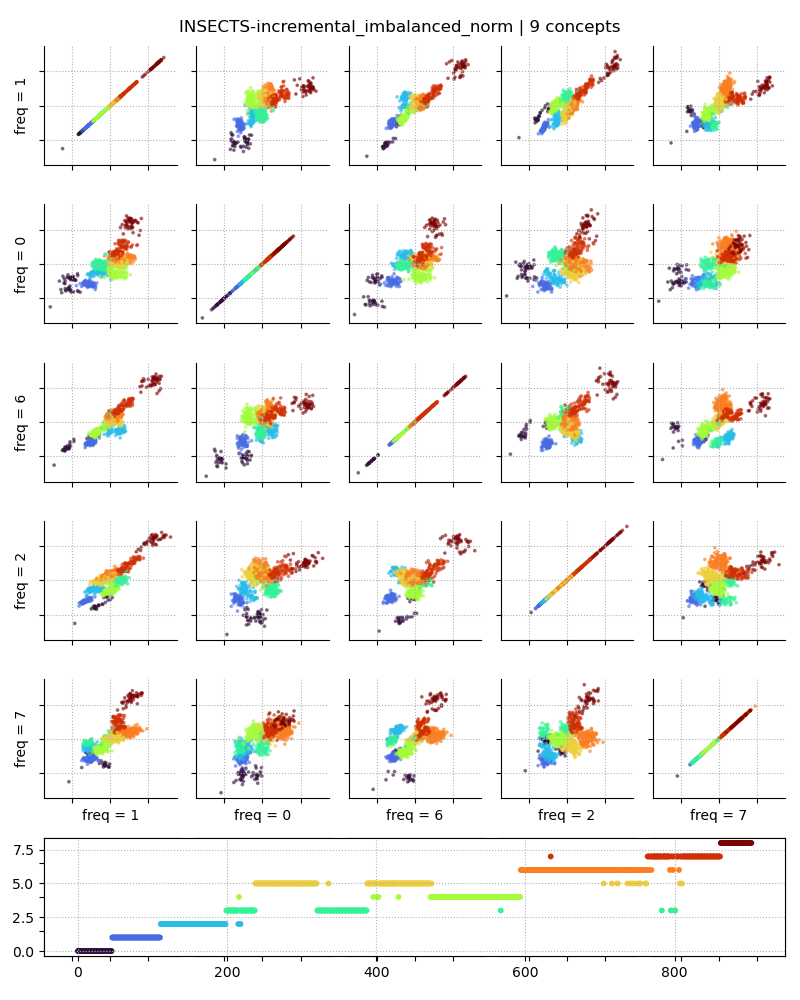 INSECTS-incremental_imbalanced_norm | 9 concepts
freq = 1
freq = 0
freq = 6
freq = 2
freq = 7
freq = 1 freq = 0 freq = 6 freq = 2 freq = 7
7.5
5.0
2.5
0.0
0 200 400 600 800